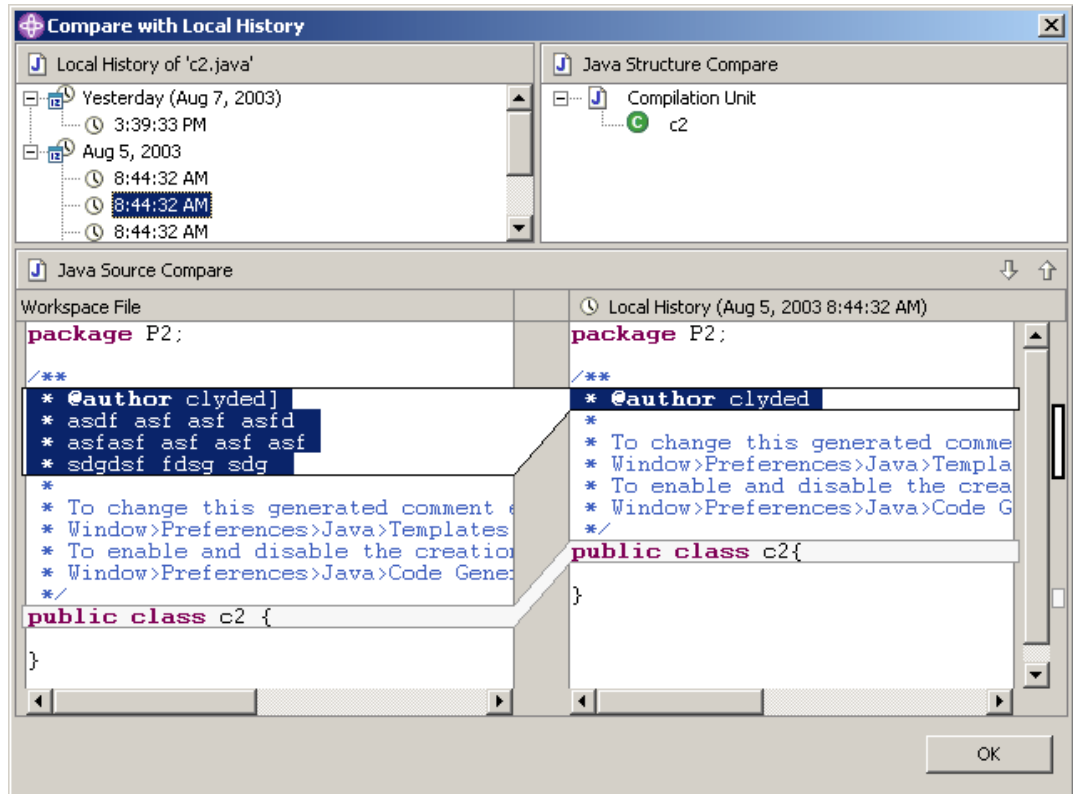 Compare with Local History
Local History of 'c2.java'
Yesterday (Aug 7, 2003)
3:39:33 PM
Aug 5, 2003
8:44:32 AM
8:44:32 AM
8:44:32 AM
Java Structure Compare
Compilation Unit
c2
Java Source Compare
Workspace File
package P2;
/**
* @author clyded]
* asdf asf asf asfd
* asfasf asf asf asf
* sdgdsf fdsg sdg
*
* To change this generated comment
* Window>Preferences>Java>Templates
* To enable and disable the creation
* Window>Preferences>Java>Code Gene
*/
public class c2 {
}
Local History (Aug 5, 2003 8:44:32 AM)
package P2;
/**
* @author clyded
*
* To change this generated comme
* Window>Preferences>Java>Templa
* To enable and disable the crea
* Window>Preferences>Java>Code G
*/
public class c2{
}
OK